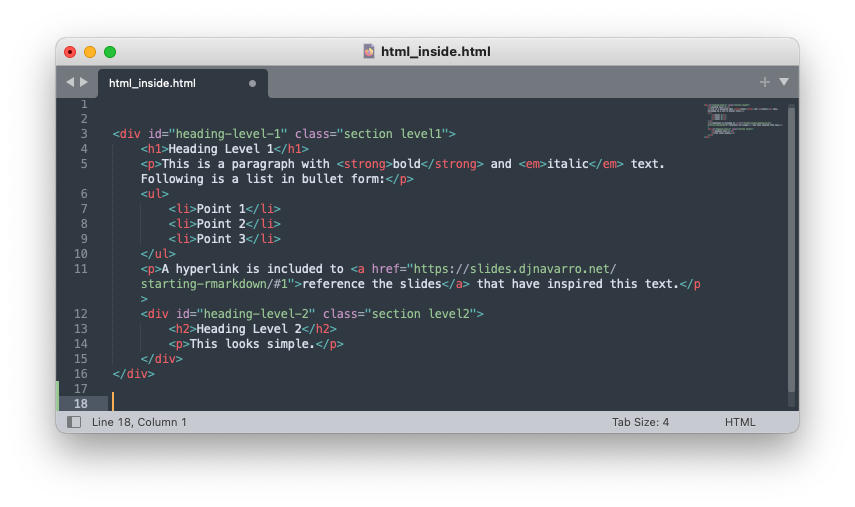 html_inside.html
html_inside.html
1
2
3 <div id="heading-level-1" class="section level1">
4 <h1>Heading Level 1</h1>
5 <p>This is a paragraph with <strong>bold</strong> and <em>italic</em> text.
Following is a list in bullet form:</p>
6 <ul>
7 <li>Point 1</li>
8 <li>Point 2</li>
9 <li>Point 3</li>
10 </ul>
11 <p>A hyperlink is included to <a href="https://slides.djnavarro.net/
starting-rmarkdown/#1">reference the slides</a> that have inspired this text.</p
>
12 <div id="heading-level-2" class="section level2">
13 <h2>Heading Level 2</h2>
14 <p>This looks simple.</p>
15 </div>
16 </div>
17
18
Line 18, Column 1 Tab Size: 4 HTML